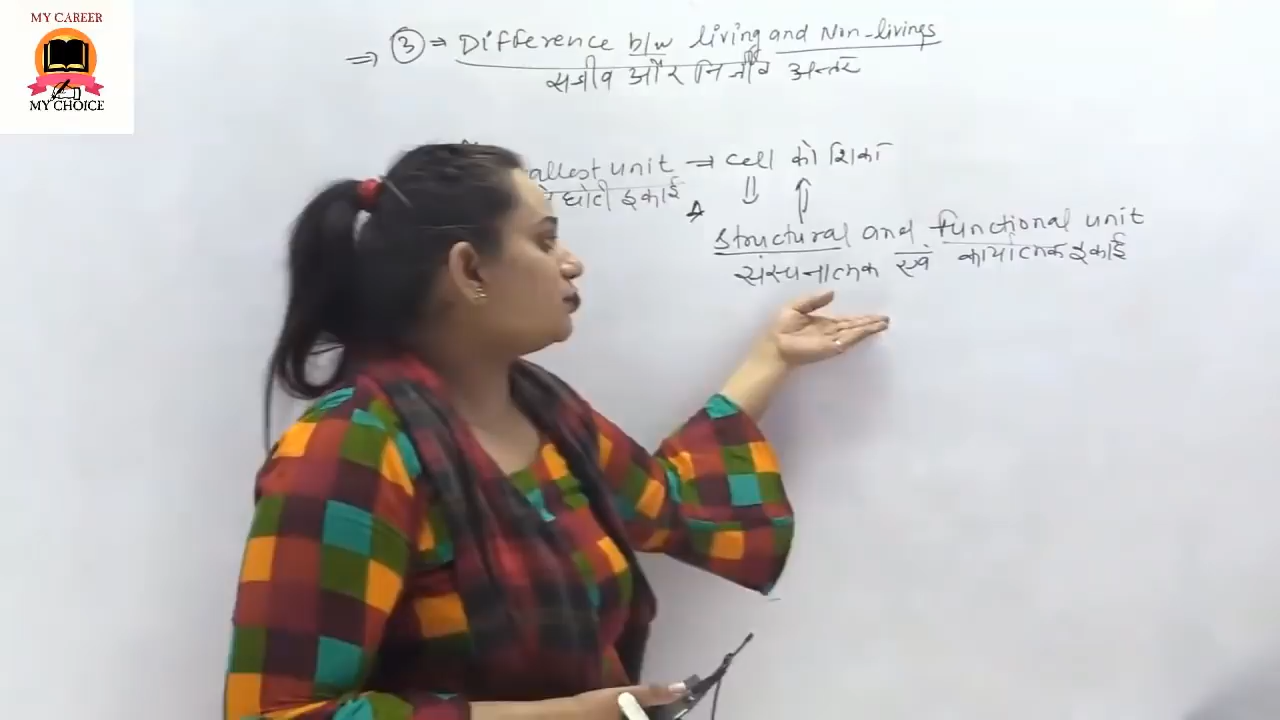 MY CAREER
MY CHOICE
⇒ ③ ⇒ Difference b/w living and Non-livings
सजीव और निर्जीव अन्तर
allest unit → Cell कोशिका
छोटी इकाई
Structural and functional unit
संरचनात्मक एवं कार्यात्मक इकाई